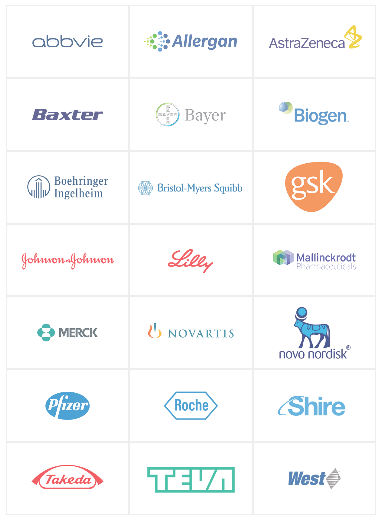 abbvie
Allergan
AstraZeneca
Baxter
Bayer
Biogen
Boehringer
Ingelheim
Bristol-Myers Squibb
gsk
Johnson&Johnson
Lilly
Mallinckrodt
Pharmaceuticals
MERCK
NOVARTIS
novo nordisk®
Pfizer
Roche
Shire
Takeda
TEVA
West